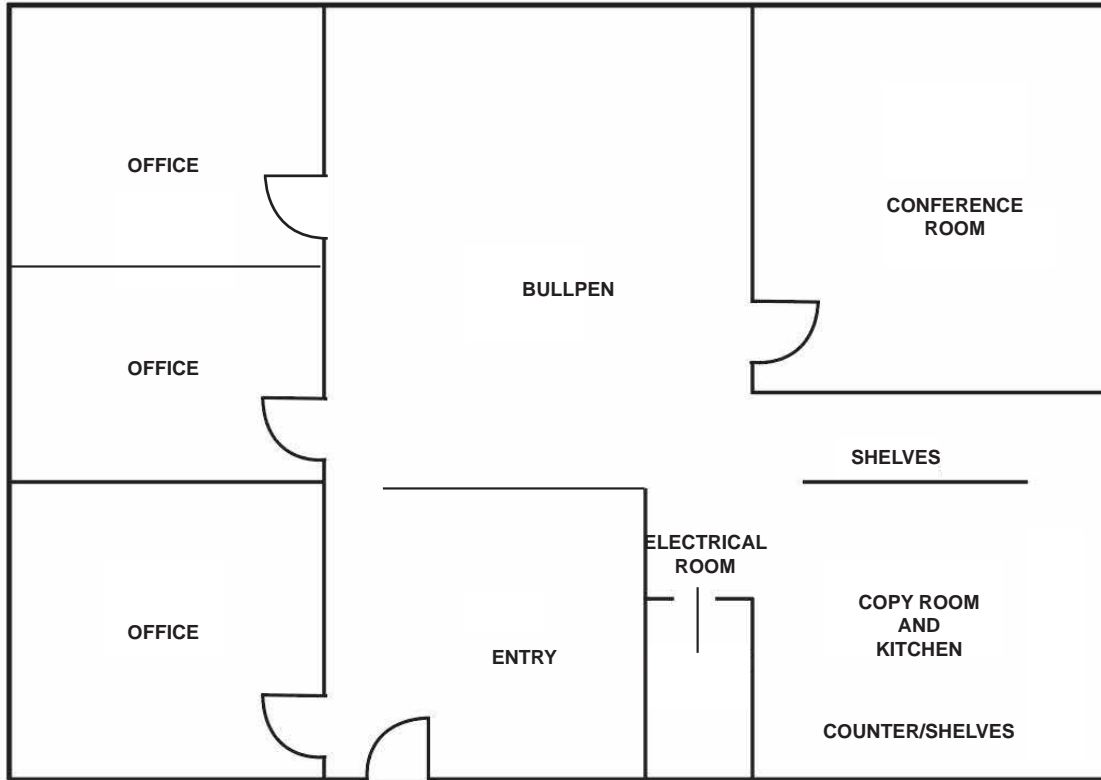 OFFICE
CONFERENCE
ROOM
BULLPEN
OFFICE
SHELVES
ELECTRICAL
ROOM
COPY ROOM
AND
KITCHEN
OFFICE
ENTRY
COUNTER/SHELVES